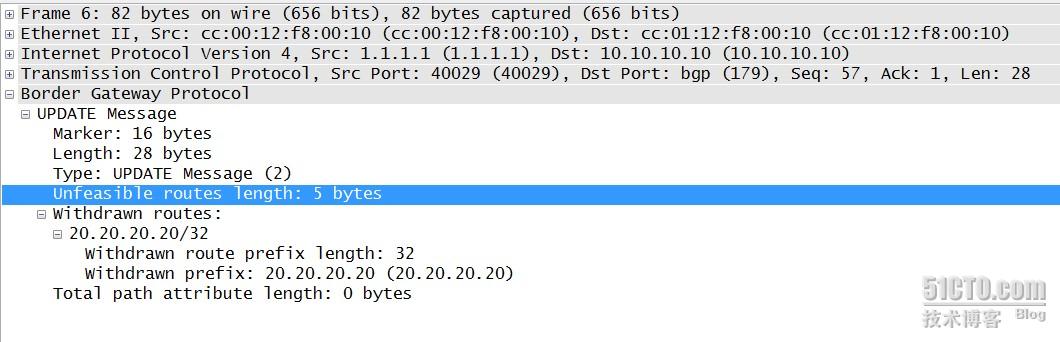 Frame 6: 82 bytes on wire (656 bits), 82 bytes captured (656 bits)
Ethernet II, Src: cc:00:12:f8:00:10 (cc:00:12:f8:00:10), Dst: cc:01:12:f8:00:10 (cc:01:12:f8:00:10)
Internet Protocol Version 4, Src: 1.1.1.1 (1.1.1.1), Dst: 10.10.10.10 (10.10.10.10)
Transmission Control Protocol, Src Port: 40029 (40029), Dst Port: bgp (179), Seq: 57, Ack: 1, Len: 28
Border Gateway Protocol
UPDATE Message
Marker: 16 bytes
Length: 28 bytes
Type: UPDATE Message (2)
Unfeasible routes length: 5 bytes
Withdrawn routes:
20.20.20.20/32
Withdrawn route prefix length: 32
Withdrawn prefix: 20.20.20.20 (20.20.20.20)
Total path attribute length: 0 bytes
51CTO.com
技术博客 Blog